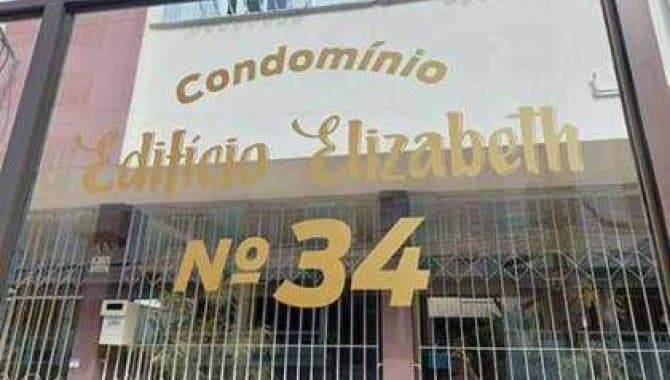 Condomínio
Edifício Elizabeth
Nº 34